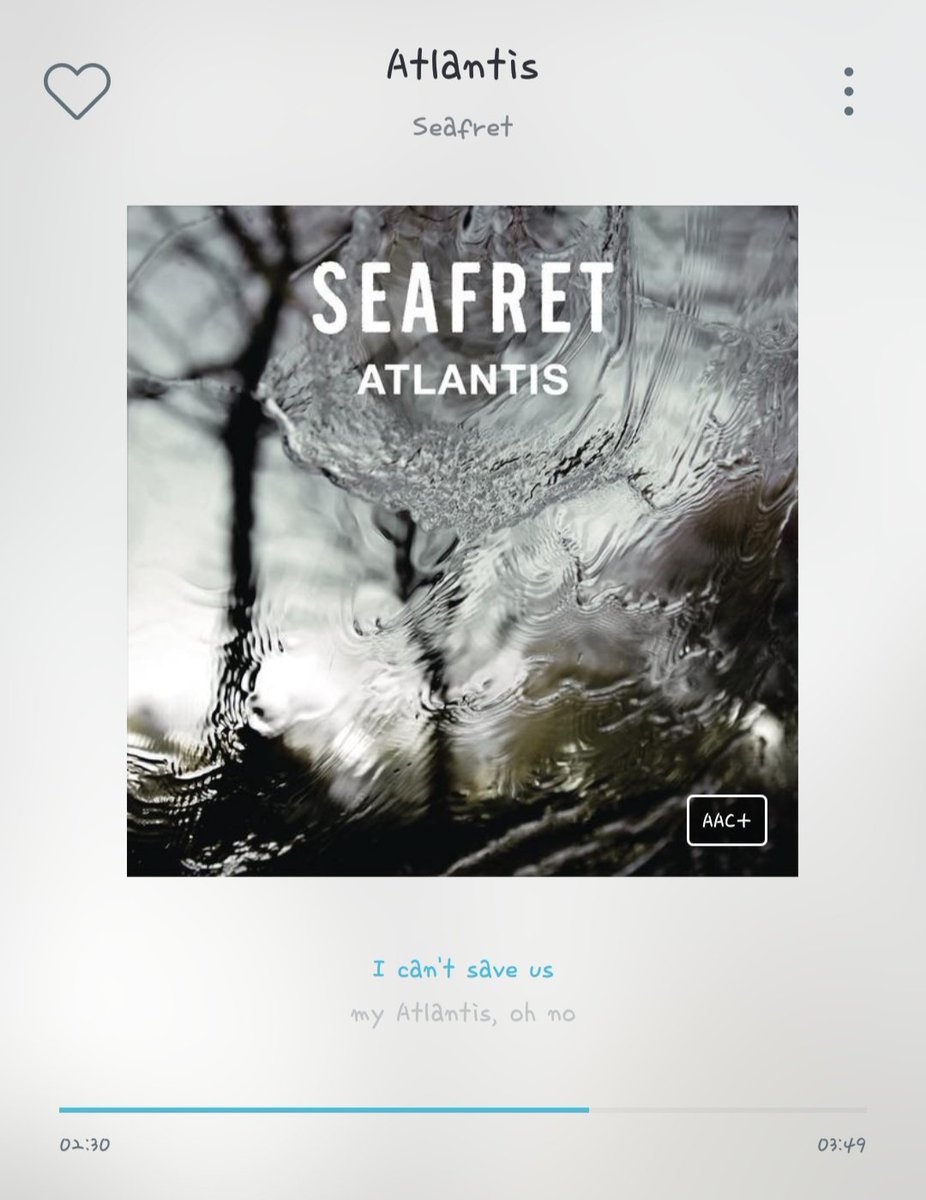 Atlantis
Seafret
SEAFRET
ATLANTIS
AAC+
I can't save us
my Atlantis, oh no
02:30
03:49